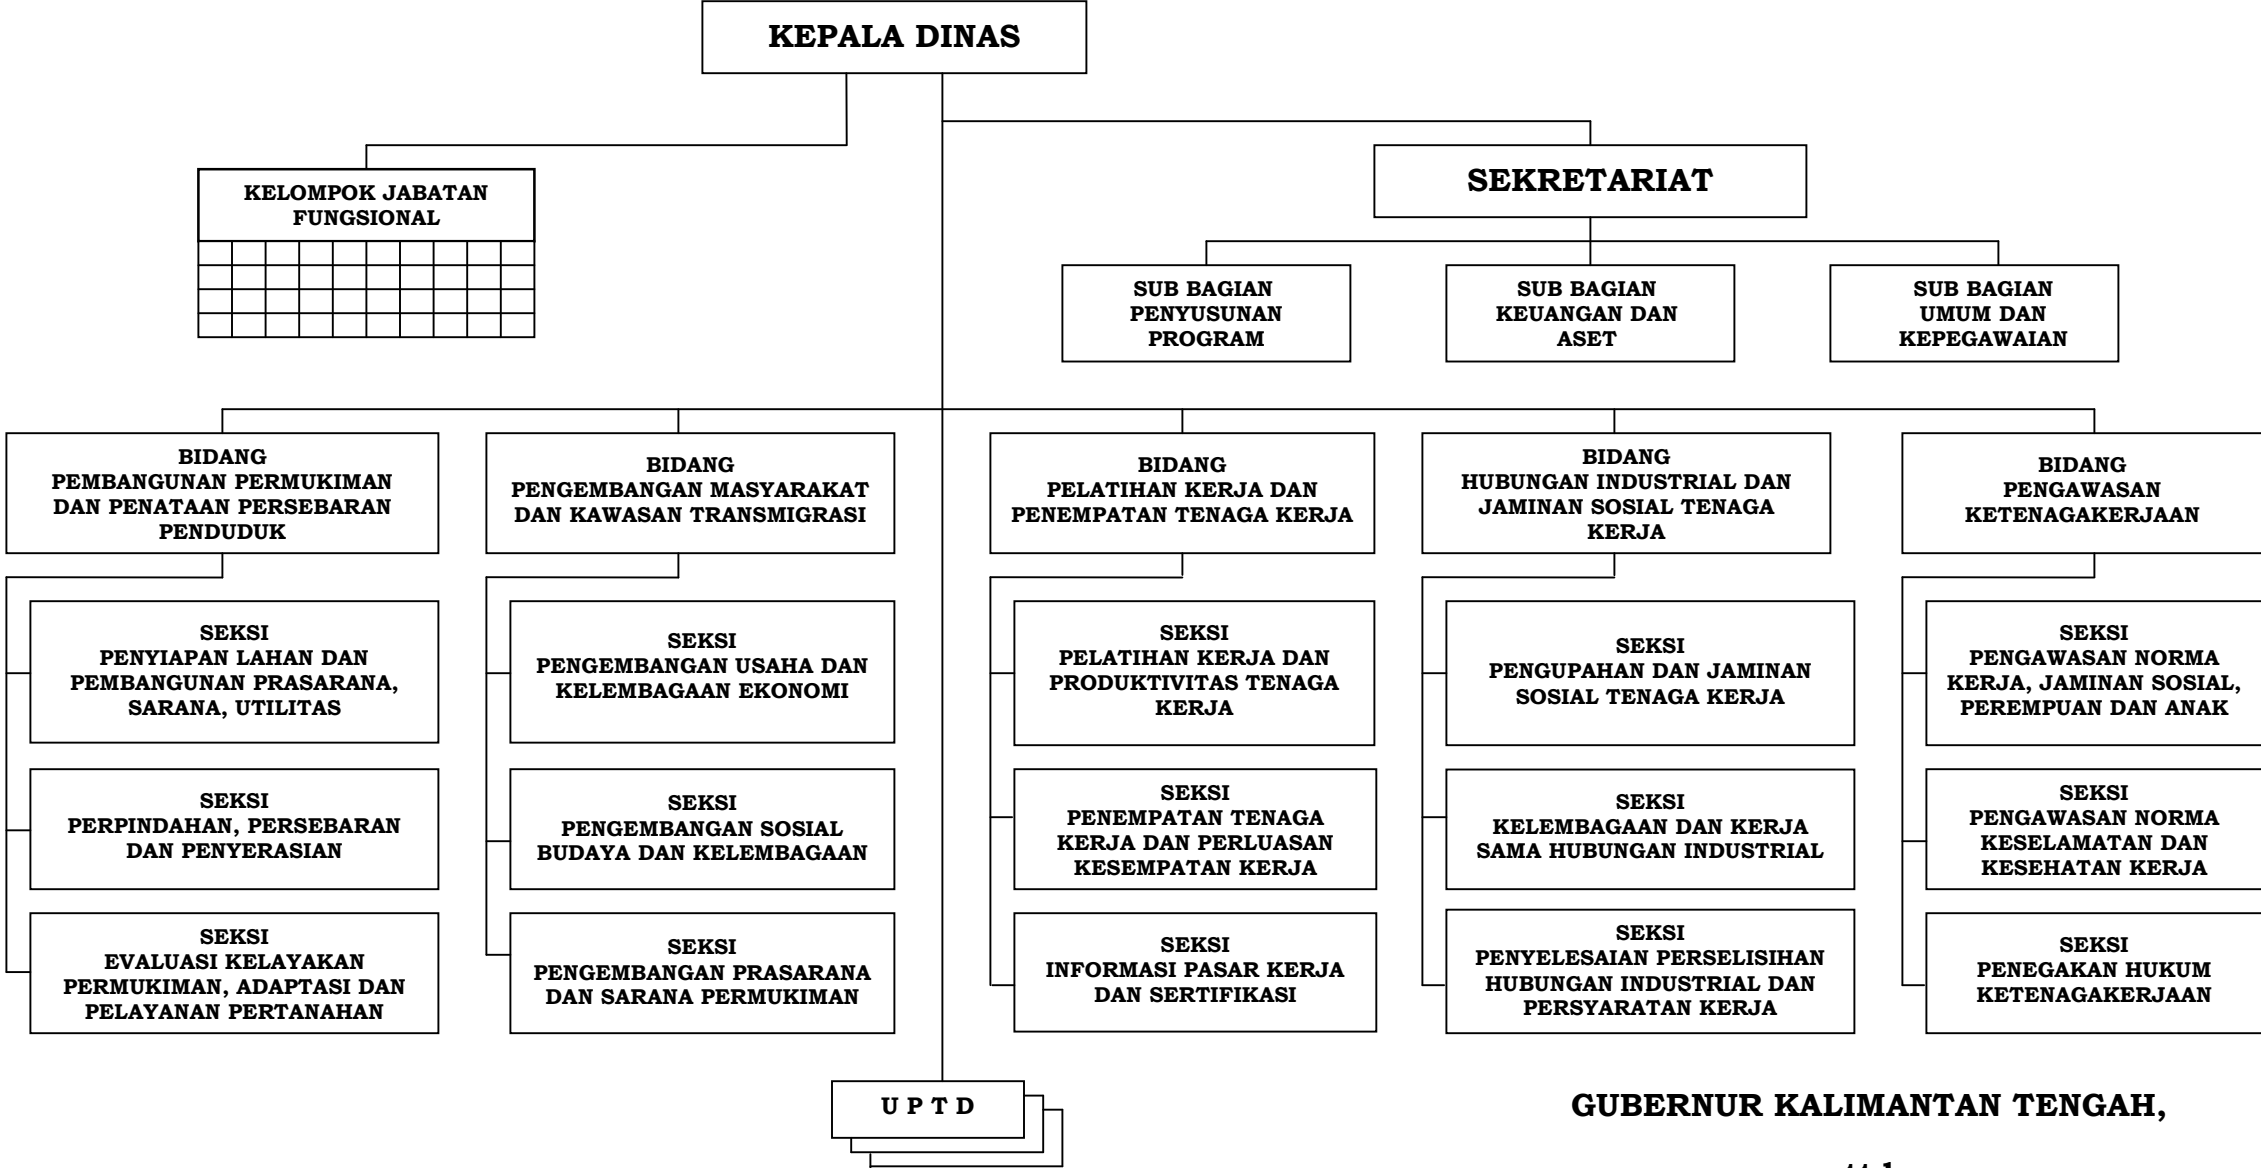 KEPALA DINAS
KELOMPOK JABATAN
FUNGSIONAL
SEKRETARIAT
SUB BAGIAN
PENYUSUNAN
PROGRAM
SUB BAGIAN
KEUANGAN DAN
ASET
SUB BAGIAN
UMUM DAN
KEPEGAWAIAN
BIDANG
PEMBANGUNAN PERMUKIMAN
DAN PENATAAN PERSEBARAN
PENDUDUK
BIDANG
PENGEMBANGAN MASYARAKAT
DAN KAWASAN TRANSMIGRASI
BIDANG
PELATIHAN KERJA DAN
PENEMPATAN TENAGA KERJA
BIDANG
HUBUNGAN INDUSTRIAL DAN
JAMINAN SOSIAL TENAGA
KERJA
BIDANG
PENGAWASAN
KETENAGAKERJAAN
SEKSI
PENYIAPAN LAHAN DAN
PEMBANGUNAN PRASARANA,
SARANA, UTILITAS
SEKSI
PENGEMBANGAN USAHA DAN
KELEMBAGAAN EKONOMI
SEKSI
PELATIHAN KERJA DAN
PRODUKTIVITAS TENAGA
KERJA
SEKSI
PENGUPAHAN DAN JAMINAN
SOSIAL TENAGA KERJA
SEKSI
PENGAWASAN NORMA
KERJA, JAMINAN SOSIAL,
PEREMPUAN DAN ANAK
SEKSI
PERPINDAHAN, PERSEBARAN
DAN PENYERASIAN
SEKSI
PENGEMBANGAN SOSIAL
BUDAYA DAN KELEMBAGAAN
SEKSI
PENEMPATAN TENAGA
KERJA DAN PERLUASAN
KESEMPATAN KERJA
SEKSI
KELEMBAGAAN DAN KERJA
SAMA HUBUNGAN INDUSTRIAL
SEKSI
PENGAWASAN NORMA
KESELAMATAN DAN
KESEHATAN KERJA
SEKSI
EVALUASI KELAYAKAN
PERMUKIMAN, ADAPTASI DAN
PELAYANAN PERTANAHAN
SEKSI
PENGEMBANGAN PRASARANA
DAN SARANA PERMUKIMAN
SEKSI
INFORMASI PASAR KERJA
DAN SERTIFIKASI
SEKSI
PENYELESAIAN PERSELISIHAN
HUBUNGAN INDUSTRIAL DAN
PERSYARATAN KERJA
SEKSI
PENEGAKAN HUKUM
KETENAGAKERJAAN
U P T D
GUBERNUR KALIMANTAN TENGAH,